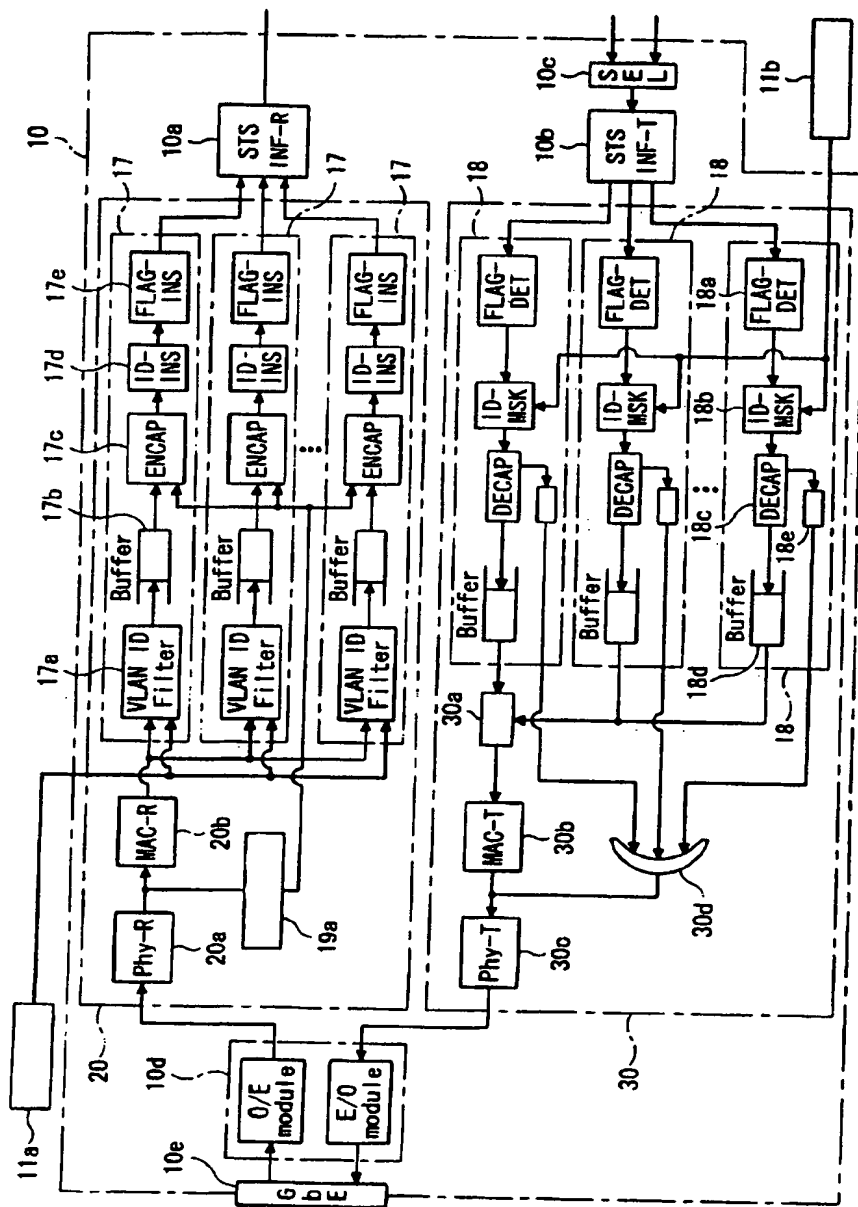 11a
20
20a
Phy-R
20b
MAC-R
19a
17
17a
VLAN ID
Filter
Buffer
17b
17c
ENCAP
17d
ID-
INS
17e
FLAG-
INS
VLAN ID
Filter
Buffer
ENCAP
ID-
INS
FLAG-
INS
17
VLAN ID
Filter
Buffer
ENCAP
ID-
INS
FLAG-
INS
17
10
10a
STS
INF-R
10e
GbE
10d
O/E
module
E/O
module
30
30c
Phy-T
30b
MAC-T
30a
30d
18
Buffer
DECAP
ID-
MSK
FLAG-
DET
Buffer
DECAP
ID-
MSK
FLAG-
DET
18
Buffer
18d
DECAP
18c
18e
ID-
MSK
18b
FLAG-
DET
18a
18
10b
STS
INF-T
10c
SEL
11b